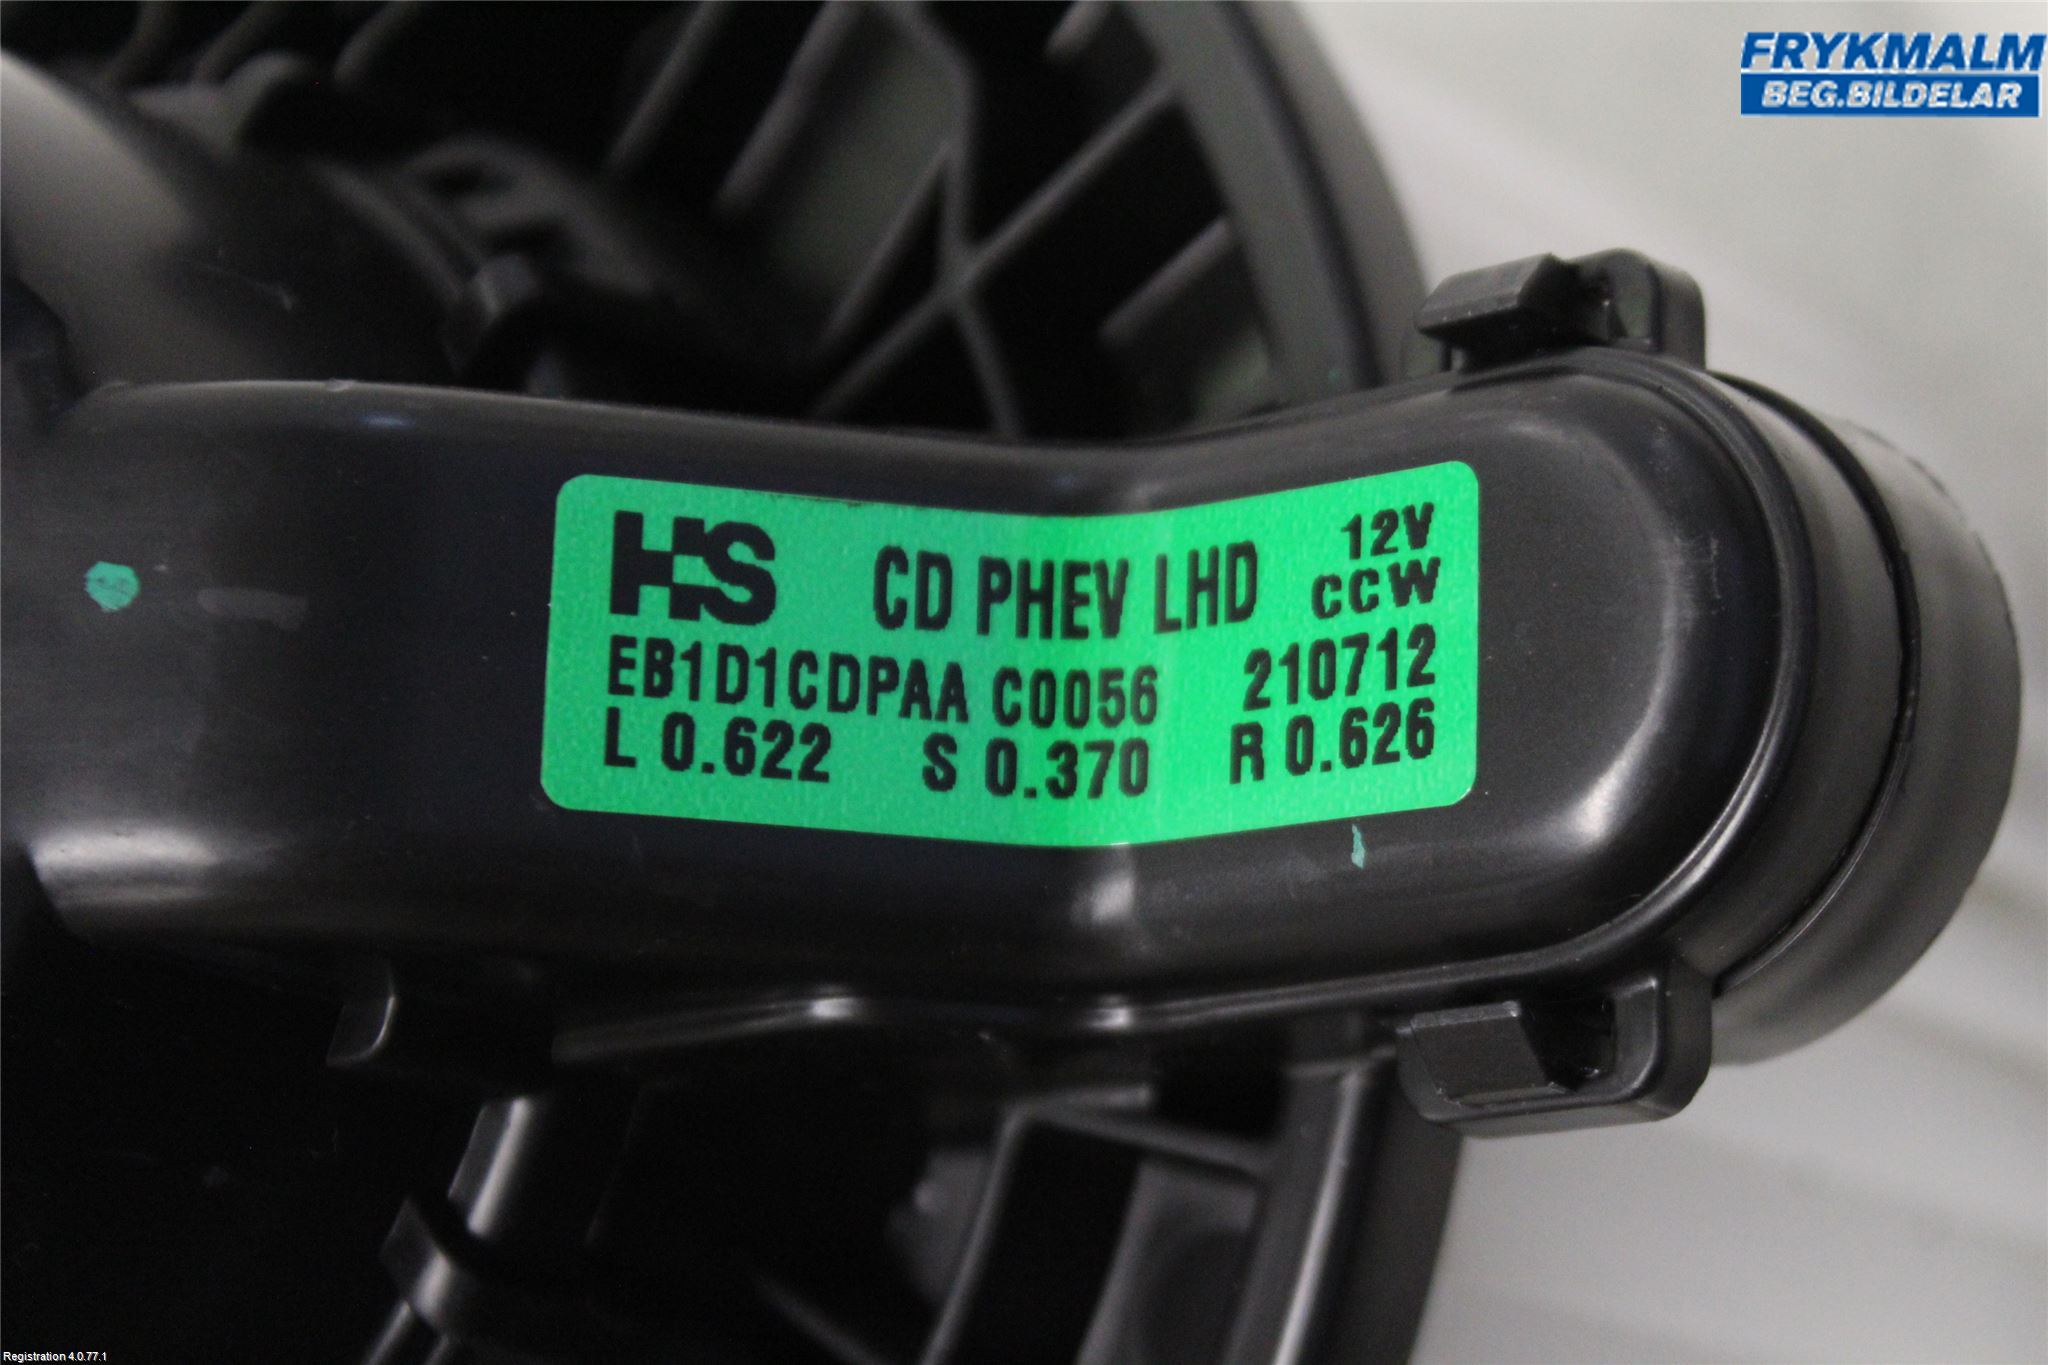 FRYKMALM
BEG.BILDELAR
HS CD PHEV LHD 12V
CCW
EB1D1CDPAA C0056 210712
L 0.622 S 0.370 R 0.626
Registration 4.0.77.1